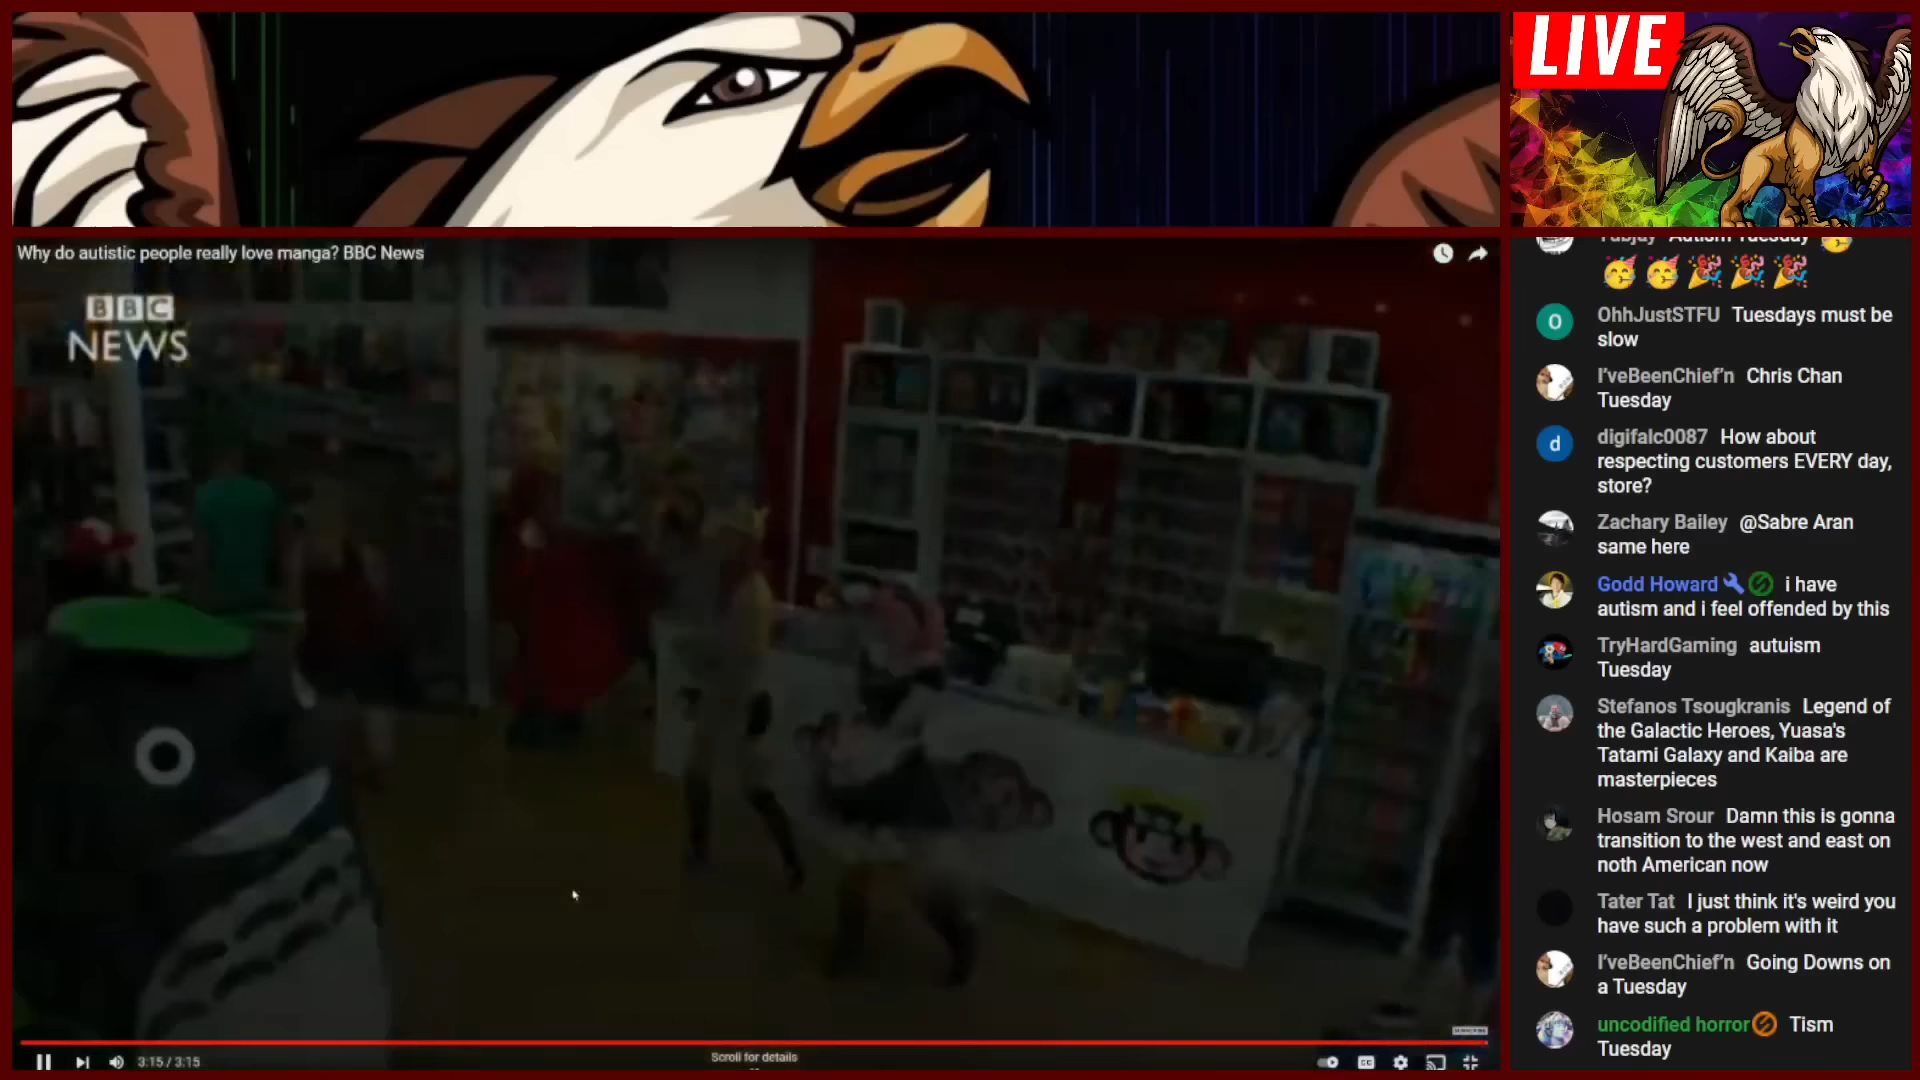 LIVE
Why do autistic people really love manga? BBC News
BBC
NEWS
Autism Tuesday
OhhJustSTFU Tuesdays must be
slow
I'veBeenChief'n Chris Chan
Tuesday
digifalc0087 How about
respecting customers EVERY day,
store?
Zachary Bailey @Sabre Aran
same here
Godd Howard i have
autism and i feel offended by this
TryHardGaming autuism
Tuesday
Stefanos Tsougkranis Legend of
the Galactic Heroes, Yuasa's
Tatami Galaxy and Kaiba are
masterpieces
Hosam Srour Damn this is gonna
transition to the west and east on
noth American now
Tater Tat I just think it's weird you
have such a problem with it
I'veBeenChief'n Going Downs on
a Tuesday
uncodified horror Tism
Tuesday
3:15 / 3:15
Scroll for details